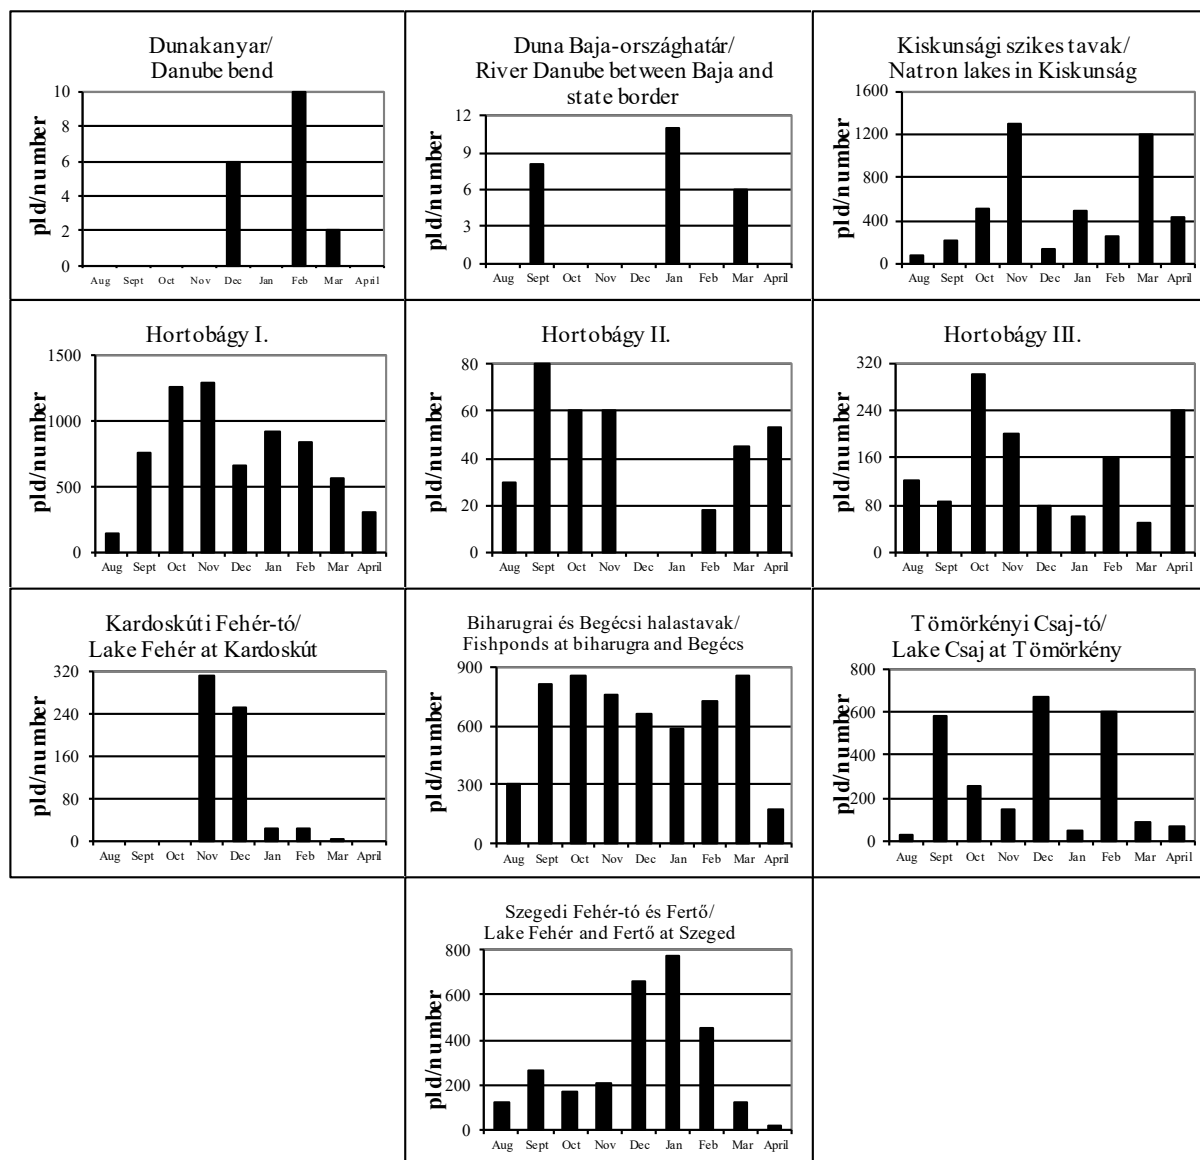 Dunakanyar/
Danube bend
pld/number
10
8
6
4
2
0
Aug Sept Oct Nov Dec Jan Feb Mar April
Duna Baja-országhatár/
River Danube between Baja and
state border
pld/number
12
9
6
3
0
Aug Sept Oct Nov Dec Jan Feb Mar April
Kiskunsági szikes tavak/
Natron lakes in Kiskunság
pld/number
1600
1200
800
400
0
Aug Sept Oct Nov Dec Jan Feb Mar April
Hortobágy I.
pld/number
1500
1000
500
0
Aug Sept Oct Nov Dec Jan Feb Mar April
Hortobágy II.
pld/number
80
60
40
20
0
Aug Sept Oct Nov Dec Jan Feb Mar April
Hortobágy III.
pld/number
320
240
160
80
0
Aug Sept Oct Nov Dec Jan Feb Mar April
Kardoskúti Fehér-tó/
Lake Fehér at Kardoskút
pld/number
320
240
160
80
0
Aug Sept Oct Nov Dec Jan Feb Mar April
Biharugrai és Begécsi halastavak/
Fishponds at biharugra and Begécs
pld/number
900
600
300
0
Aug Sept Oct Nov Dec Jan Feb Mar April
Tömörkényi Csaj-tó/
Lake Csaj at Tömörkény
pld/number
800
600
400
200
0
Aug Sept Oct Nov Dec Jan Feb Mar April
Szegedi Fehér-tó és Fertő/
Lake Fehér and Fertő at Szeged
pld/number
800
600
400
200
0
Aug Sept Oct Nov Dec Jan Feb Mar April